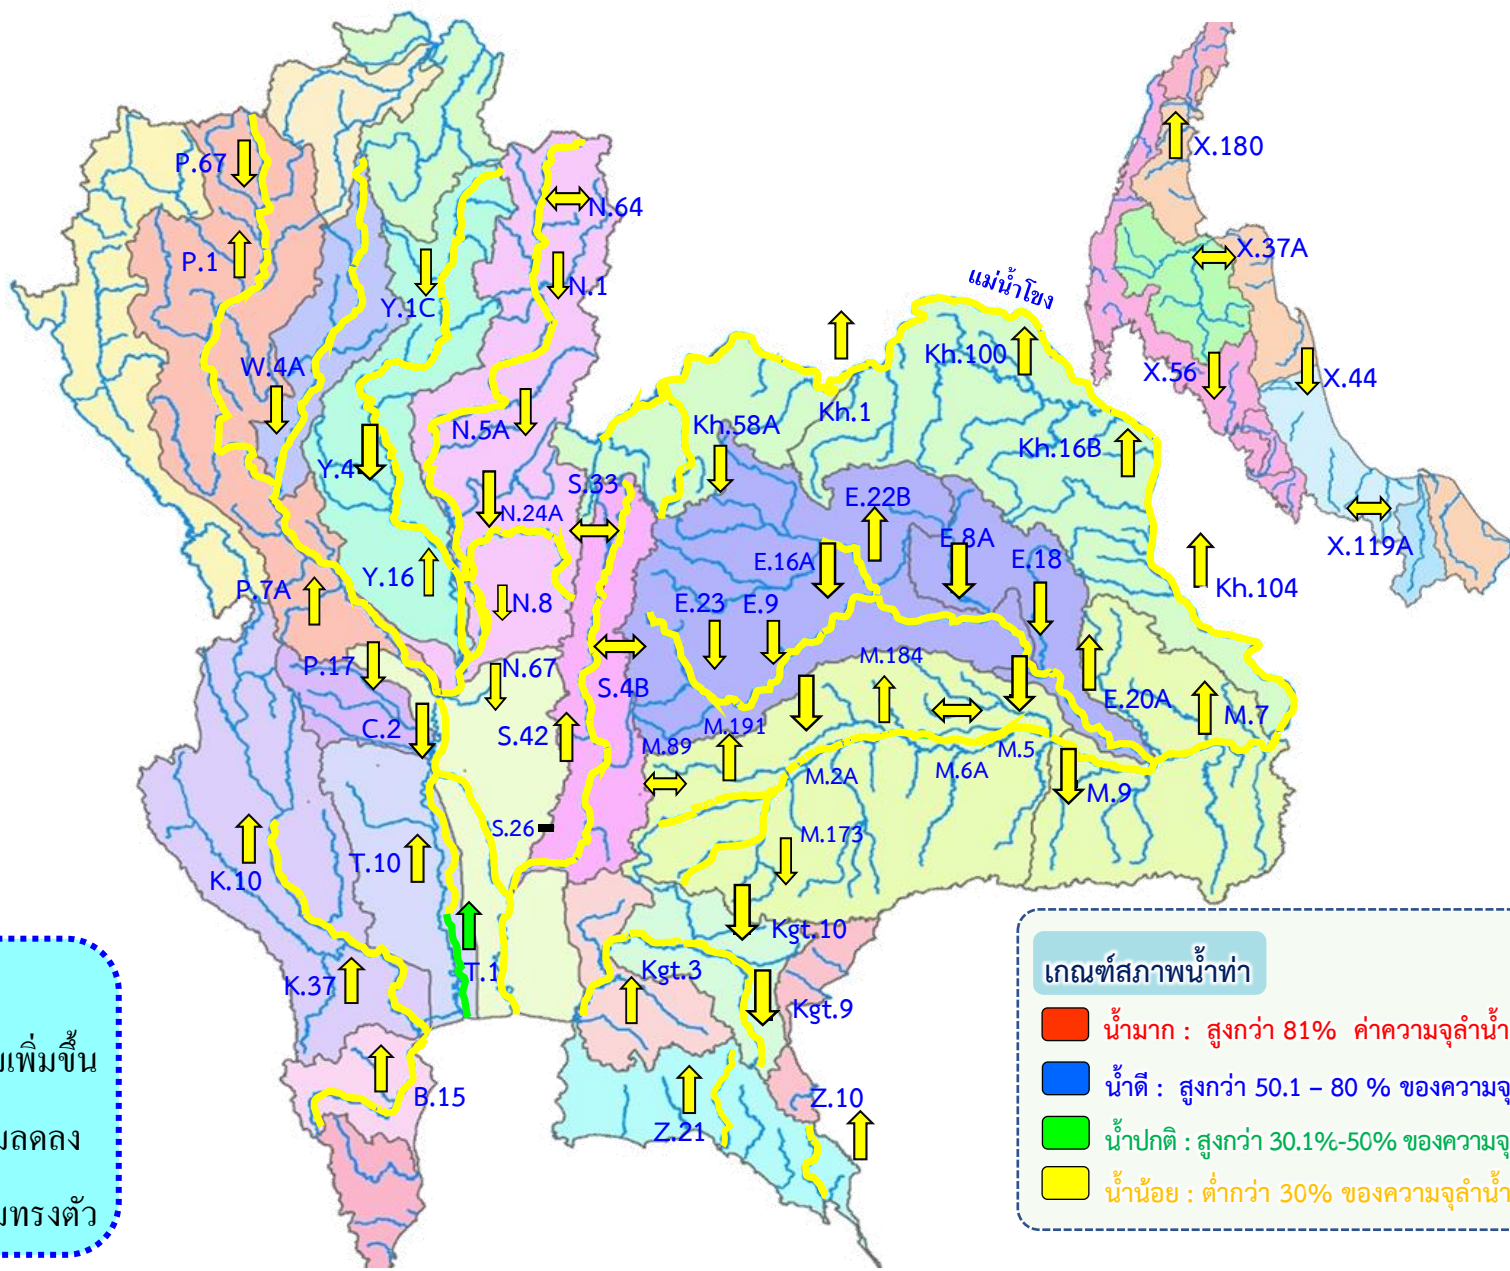 P.67
X.180
N.64
P.1
X.37A
N.1
แม่น้ำโขง
Y.1C
W.4A
Kh.100
X.56
X.44
Kh.1
N.5A
Kh.58A
Kh.16B
Y.4
S.33
E.22B
N.24A
X.119A
E.8A
E.16A
E.18
Y.16
P.7A
N.8
E.23
E.9
Kh.104
M.184
P.17
N.67
S.4B
E.20A
M.7
C.2
S.42
M.191
M.89
M.5
M.2A
M.6A
M.9
S.26
M.173
T.10
K.10
Kgt.10
T.1
Kgt.3
K.37
Kgt.9
B.15
Z.10
Z.21
เพิ่มขึ้น
ลดลง
ทรงตัว
เกณฑ์สภาพน้ำท่า
น้ำมาก : สูงกว่า 81% ค่าความจุลำน้ำ
น้ำดี : สูงกว่า 50.1 – 80 % ของความจุ
น้ำปกติ : สูงกว่า 30.1%-50% ของความจุ
น้ำน้อย : ต่ำกว่า 30% ของความจุลำน้ำ